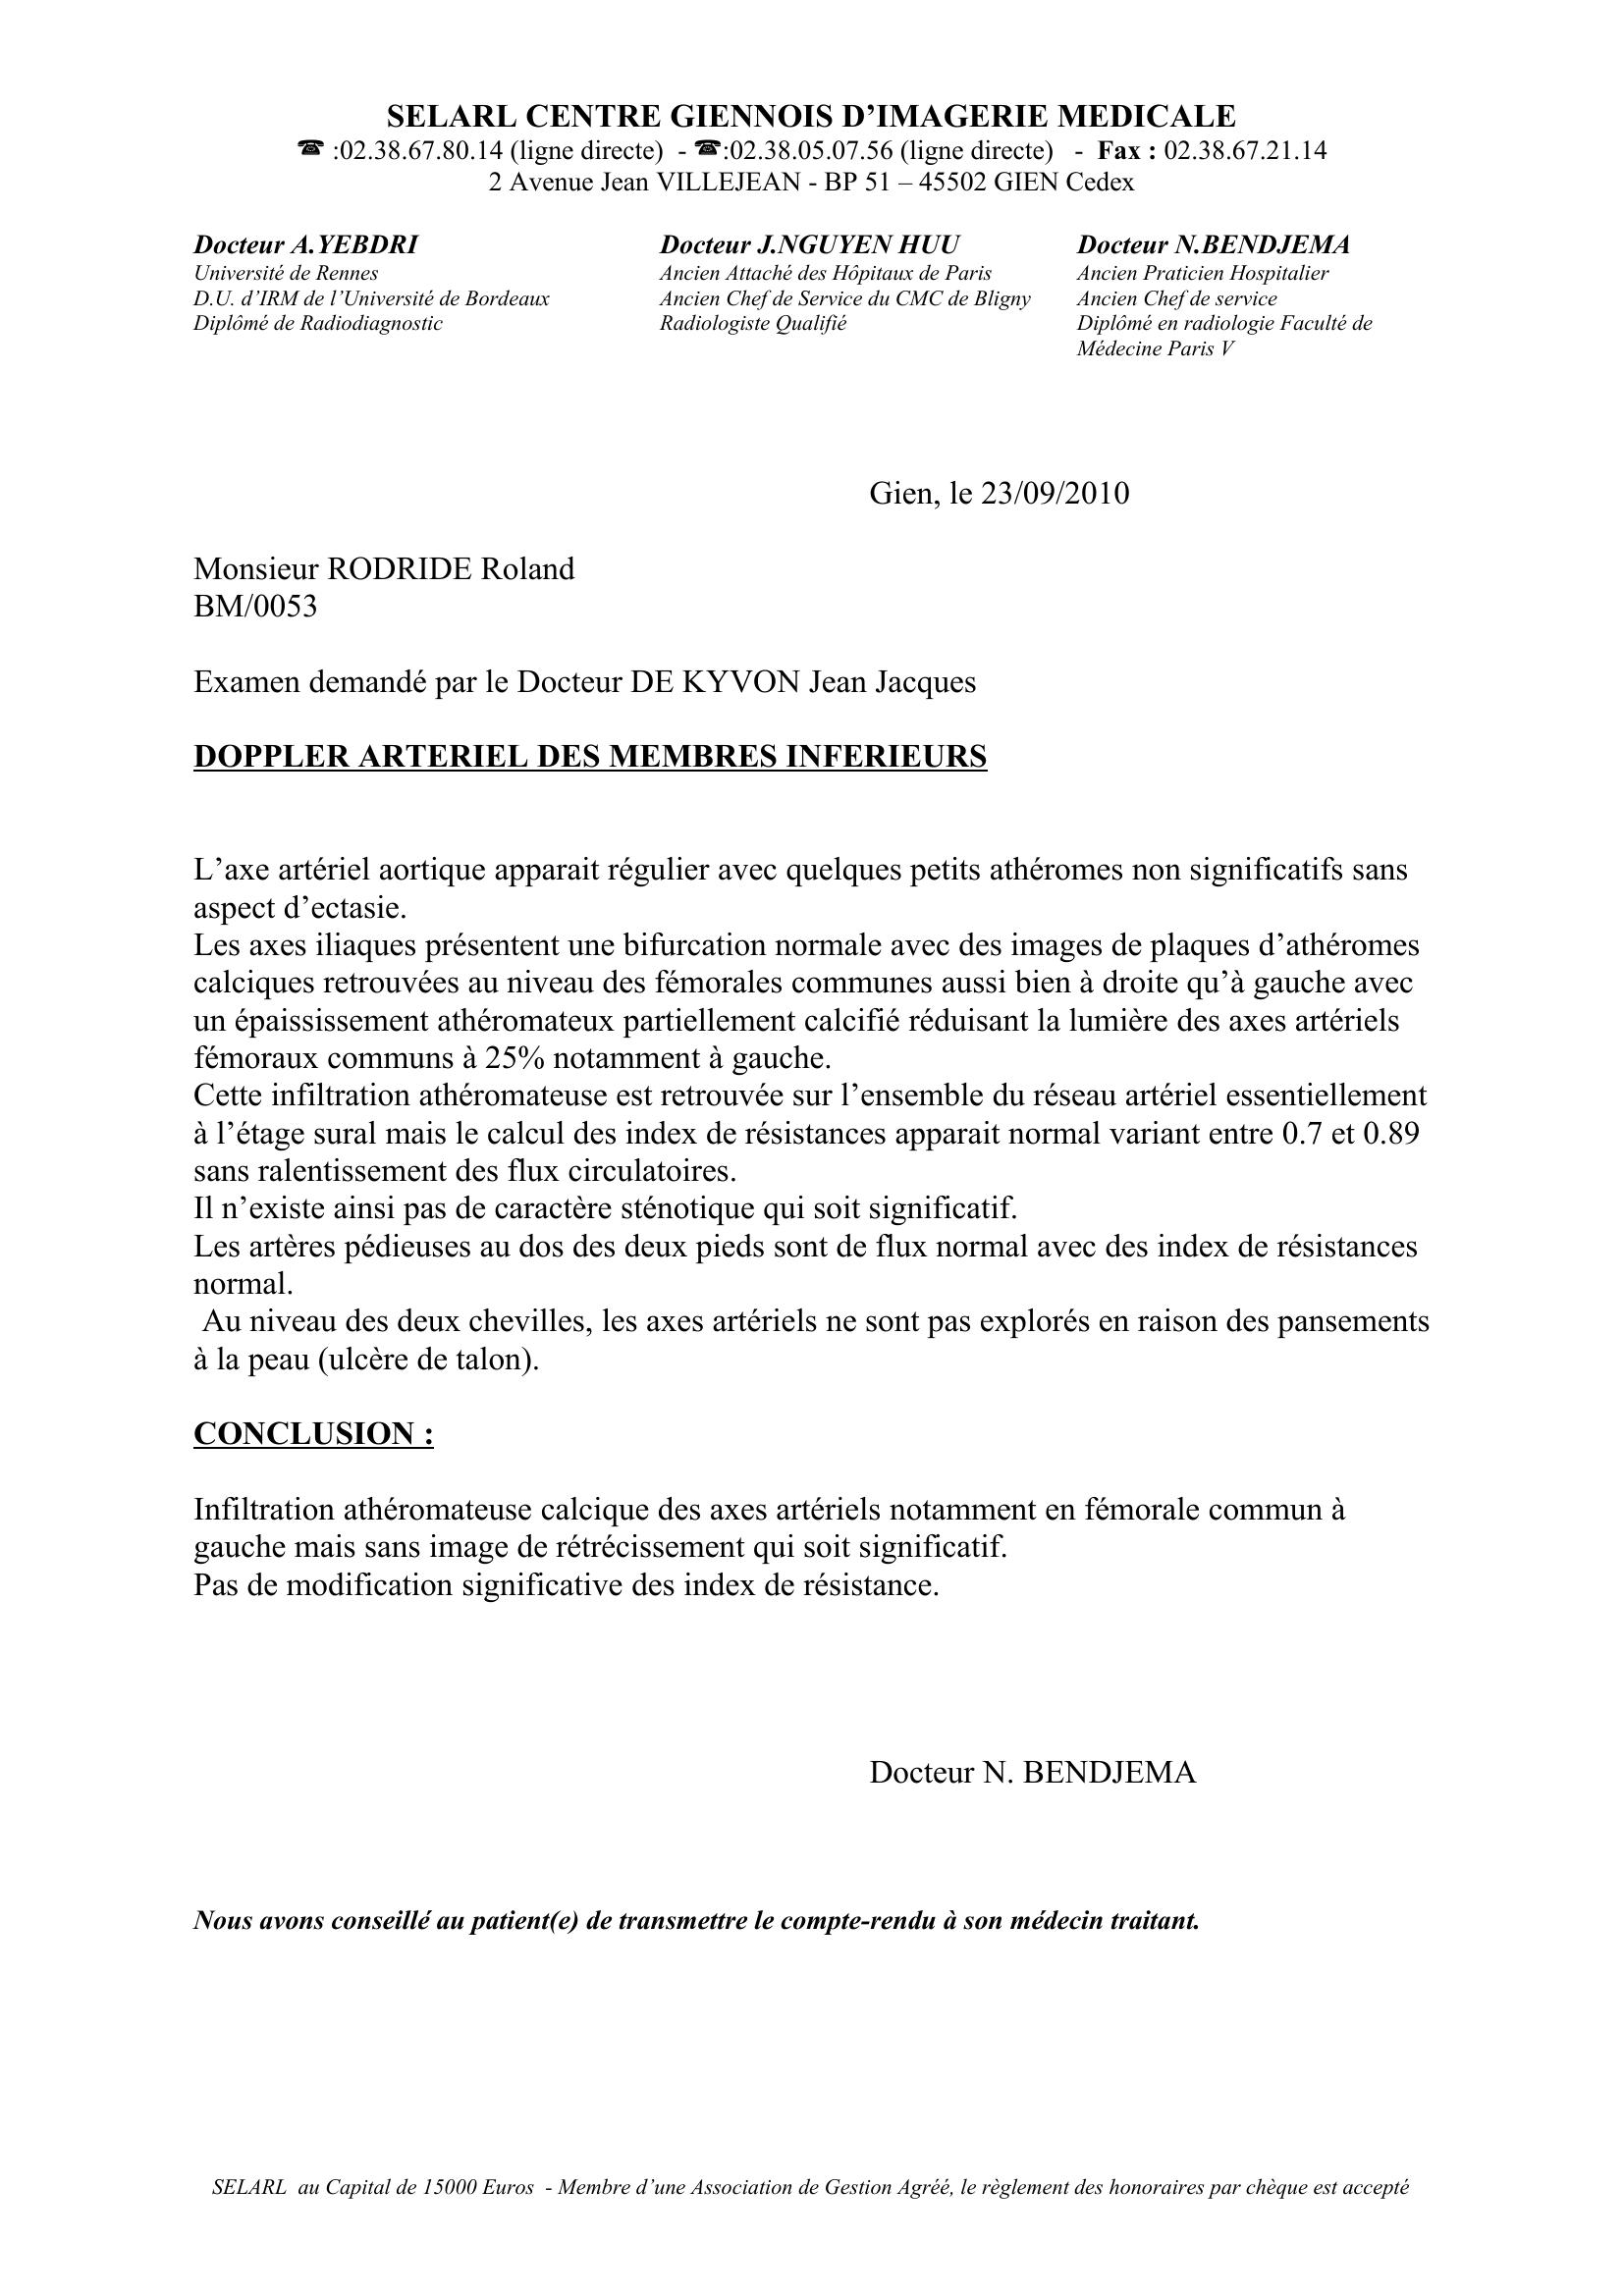 SELARL CENTRE GIENNOIS D’IMAGERIE MEDICALE
☎ :02.38.67.80.14 (ligne directe) - ☎:02.38.05.07.56 (ligne directe) - Fax : 02.38.67.21.14
2 Avenue Jean VILLEJEAN - BP 51 – 45502 GIEN Cedex
Docteur A.YEBDRI
Université de Rennes
D.U. d’IRM de l’Université de Bordeaux
Diplômé de Radiodiagnostic
Docteur J.NGUYEN HUU
Ancien Attaché des Hôpitaux de Paris
Ancien Chef de Service du CMC de Bligny
Radiologiste Qualifié
Docteur N.BENDJEMA
Ancien Praticien Hospitalier
Ancien Chef de service
Diplômé en radiologie Faculté de
Médecine Paris V
Gien, le 23/09/2010
Monsieur RODRIDE Roland
BM/0053
Examen demandé par le Docteur DE KYVON Jean Jacques
DOPPLER ARTERIEL DES MEMBRES INFERIEURS
L’axe artériel aortique apparait régulier avec quelques petits athéromes non significatifs sans
aspect d’ectasie.
Les axes iliaques présentent une bifurcation normale avec des images de plaques d’athéromes
calciques retrouvées au niveau des fémorales communes aussi bien à droite qu’à gauche avec
un épaississement athéromateux partiellement calcifié réduisant la lumière des axes artériels
fémoraux communs à 25% notamment à gauche.
Cette infiltration athéromateuse est retrouvée sur l’ensemble du réseau artériel essentiellement
à l’étage sural mais le calcul des index de résistances apparait normal variant entre 0.7 et 0.89
sans ralentissement des flux circulatoires.
Il n’existe ainsi pas de caractère sténotique qui soit significatif.
Les artères pédieuses au dos des deux pieds sont de flux normal avec des index de résistances
normal.
Au niveau des deux chevilles, les axes artériels ne sont pas explorés en raison des pansements
à la peau (ulcère de talon).
CONCLUSION :
Infiltration athéromateuse calcique des axes artériels notamment en fémorale commun à
gauche mais sans image de rétrécissement qui soit significatif.
Pas de modification significative des index de résistance.
Docteur N. BENDJEMA
Nous avons conseillé au patient(e) de transmettre le compte-rendu à son médecin traitant.
SELARL au Capital de 15000 Euros - Membre d’une Association de Gestion Agréé, le règlement des honoraires par chèque est accepté